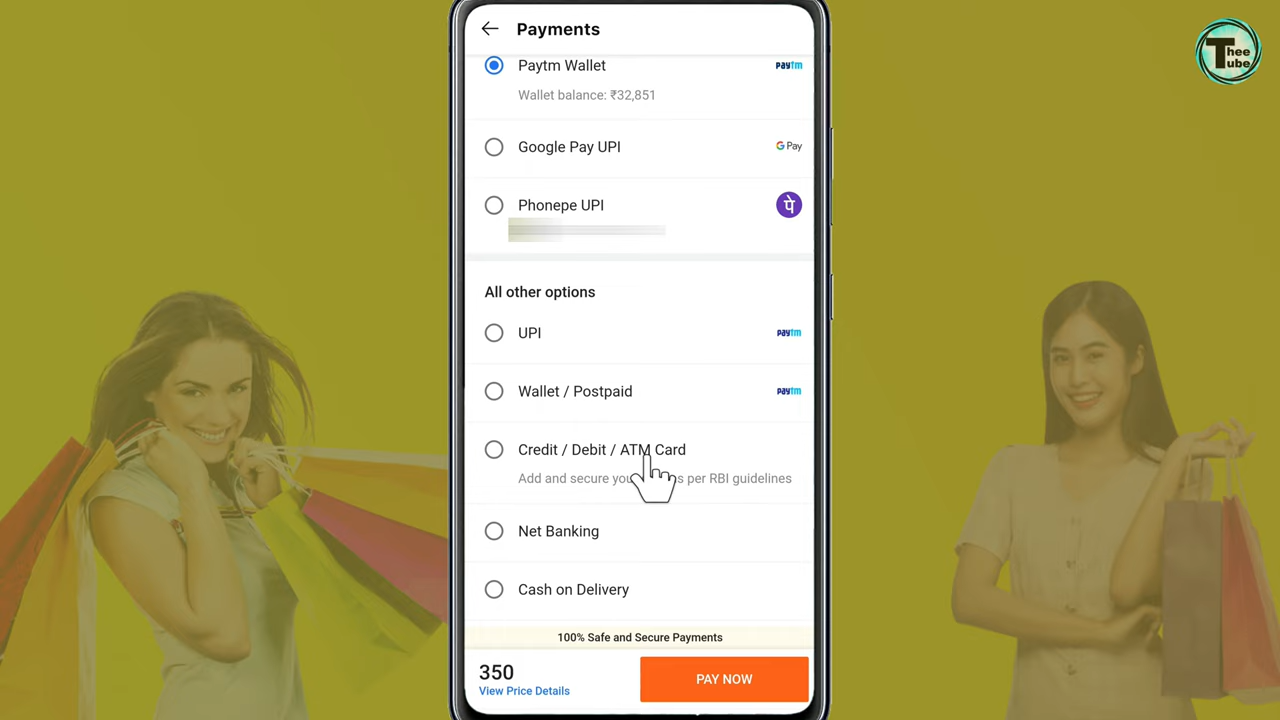 Payments
Thee
Tube
Paytm Wallet
paytm
Wallet balance: ₹32,851
Google Pay UPI
G Pay
Phonepe UPI
पे
All other options
UPI
paytm
Wallet / Postpaid
paytm
Credit / Debit / ATM Card
Add and secure you s per RBI guidelines
Net Banking
Cash on Delivery
100% Safe and Secure Payments
350
PAY NOW
View Price Details